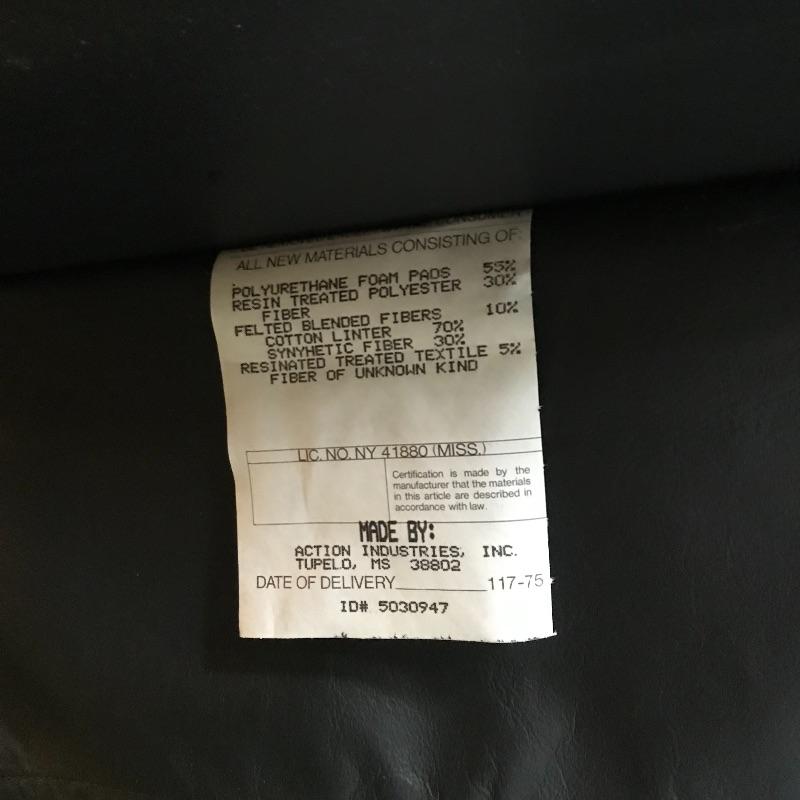 CONSUMER
ALL NEW MATERIALS CONSISTING OF:
POLYURETHANE FOAM PADS 55%
RESIN TREATED POLYESTER 30%
FIBER
FELTED BLENDED FIBERS 10%
COTTON LINTER 70%
SYNYHETIC FIBER 30%
RESINATED TREATED TEXTILE 5%
FIBER OF UNKNOWN KIND
LIC. NO. NY 41880 (MISS.)
Certification is made by the
manufacturer that the materials
in this article are described in
accordance with law.
MADE BY:
ACTION INDUSTRIES, INC.
TUPELO, MS 38802
DATE OF DELIVERY 117-75
ID# 5030947